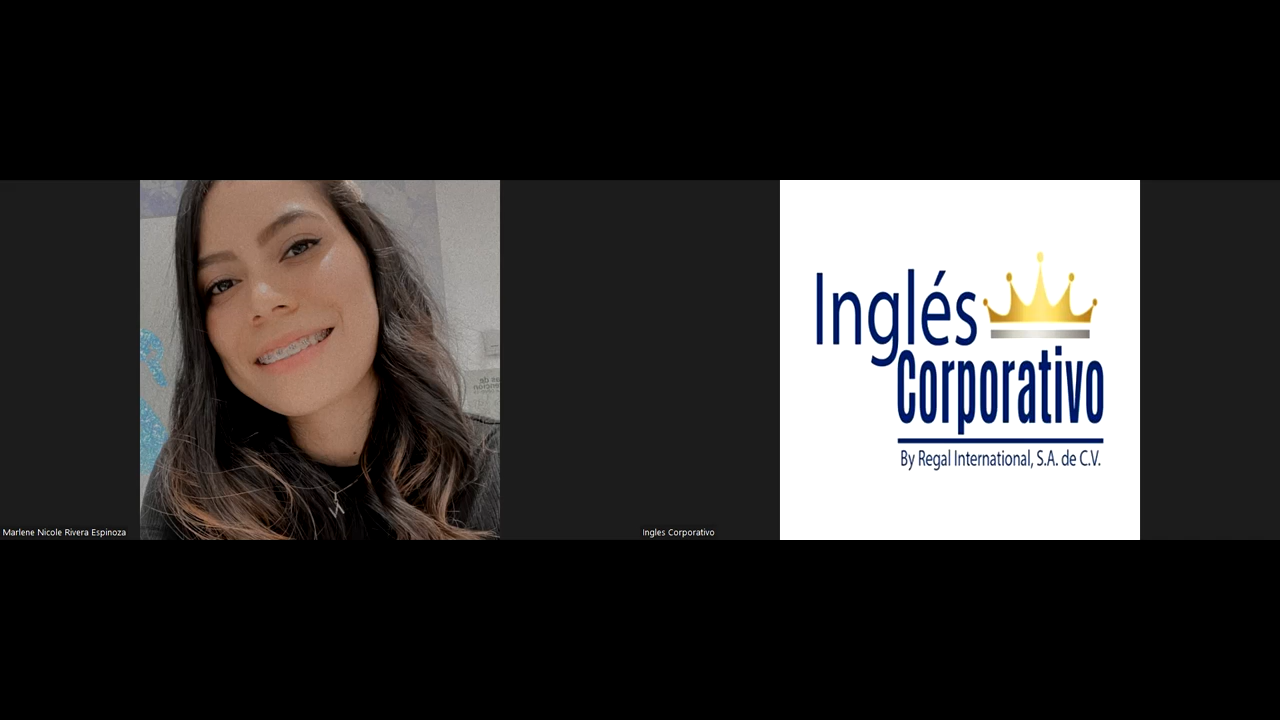 Marlene Nicole Rivera Espinoza
Inglés
Corporativo
By Regal International, S.A. de C.V.
Ingles Corporativo